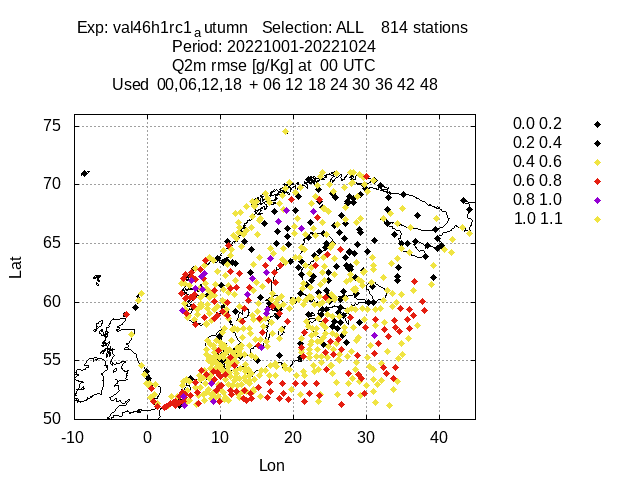 Exp: val46h1rc1autumn Selection: ALL 814 stations
Period: 20221001-20221024
Q2m rmse [g/Kg] at 00 UTC
Used 00,06,12,18 + 06 12 18 24 30 36 42 48
75
70
65
60
55
50
-10 0 10 20 30 40
Lat
Lon
0.0 0.2
0.2 0.4
0.4 0.6
0.6 0.8
0.8 1.0
1.0 1.1